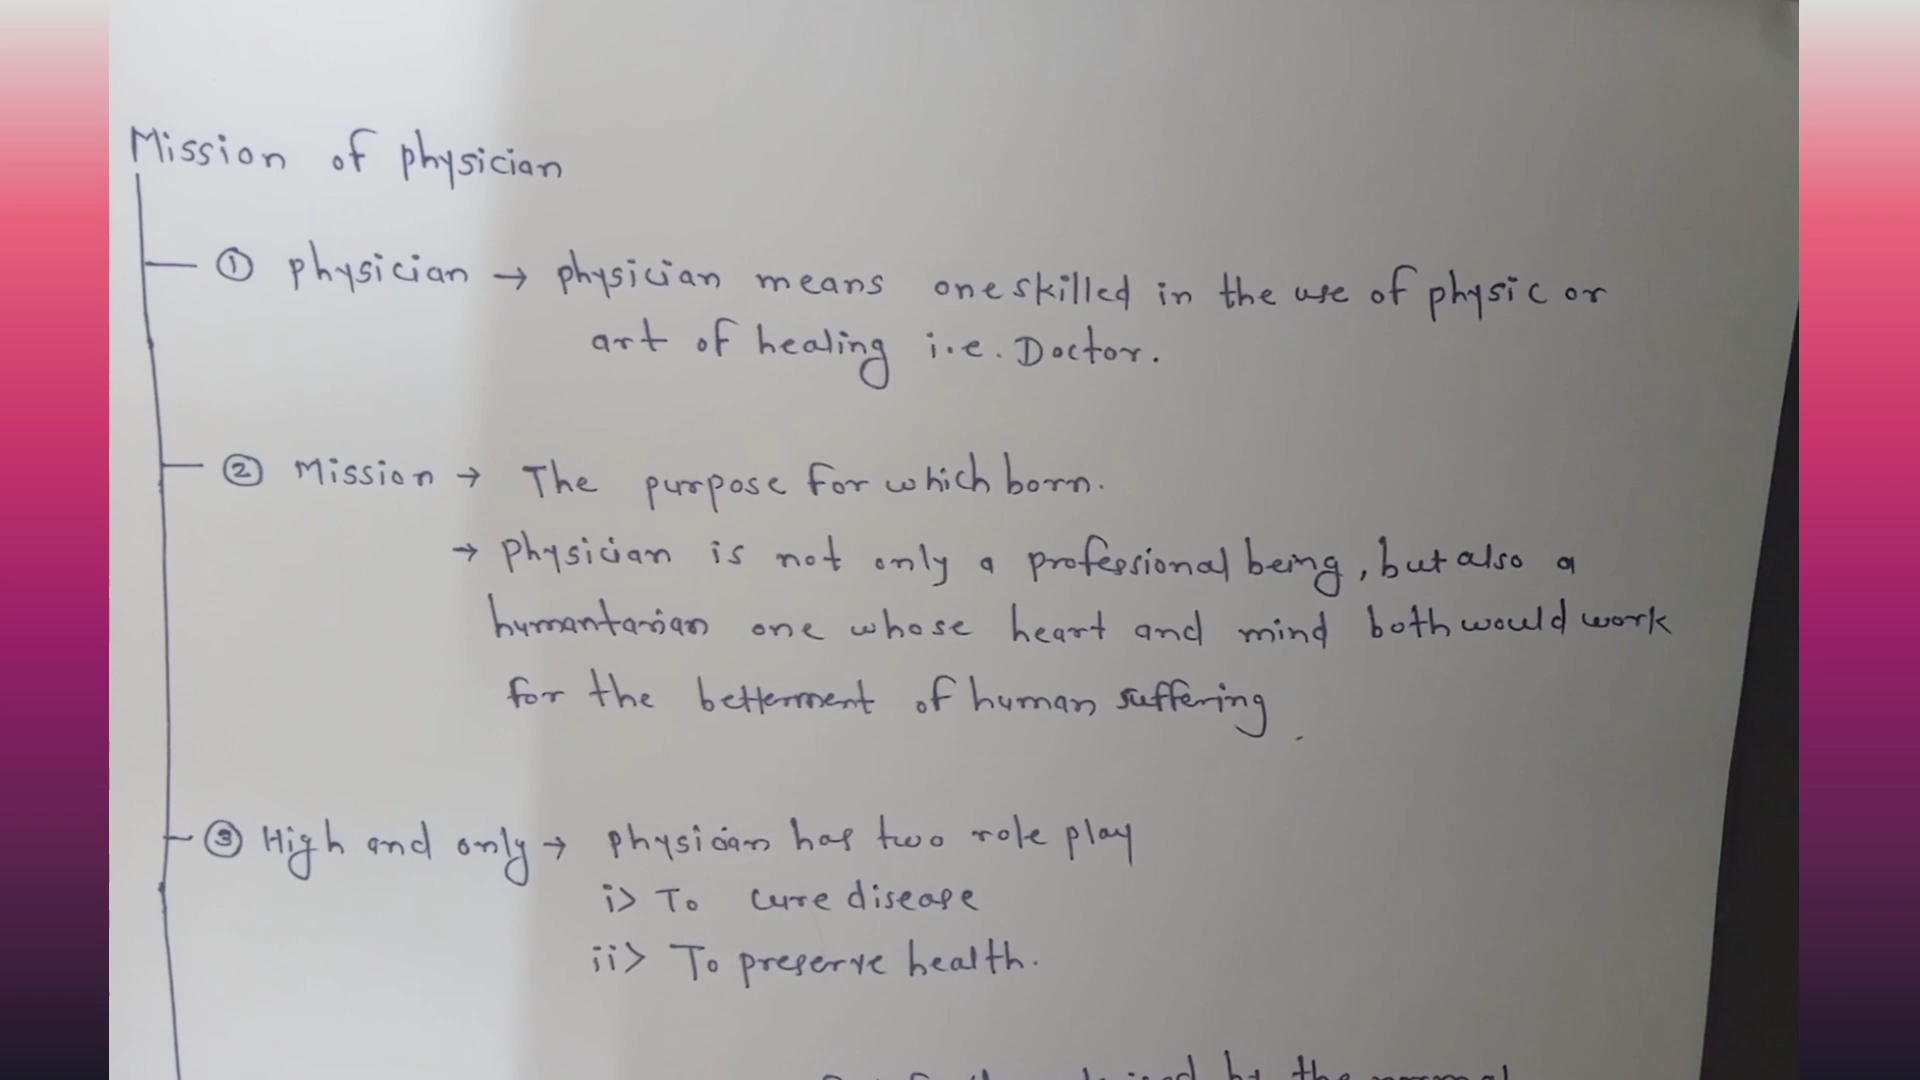 Mission of physician
① physician → physician means one skilled in the use of physic or
art of healing i.e. Doctor.
② Mission → The purpose for which born.
→ physician is not only a professional being, but also a
humantarian one whose heart and mind both would work
for the betterment of human suffering
③ High and only → physician has two role play
i> To cure disease
ii> To preserve health.
by the normal